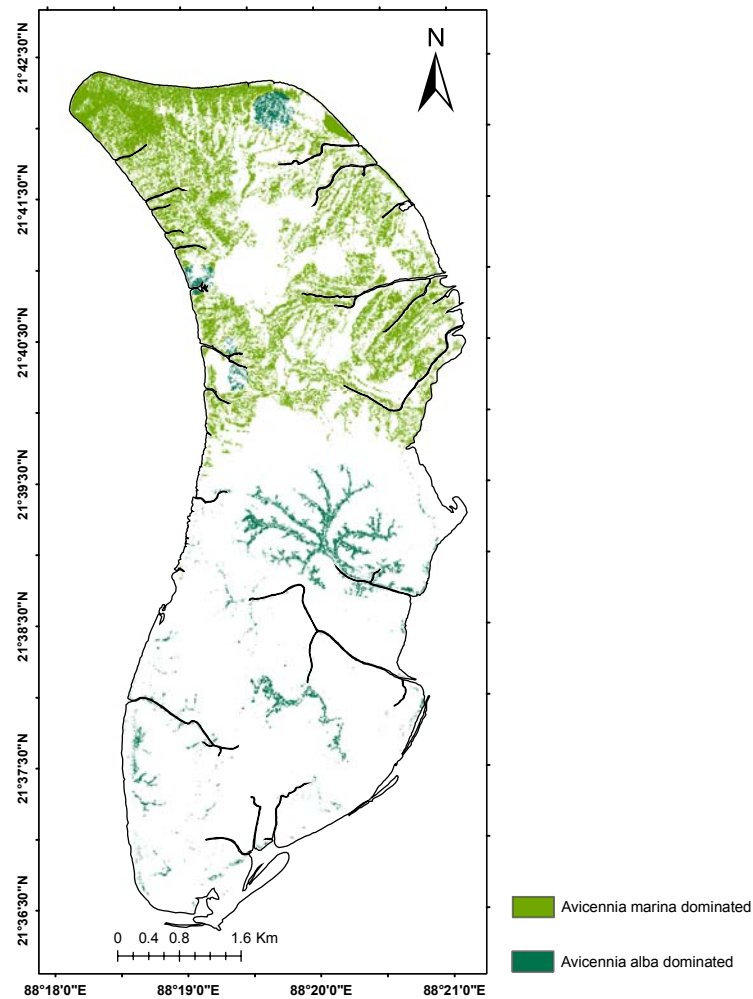 N
21°42'30"N
21°41'30"N
21°40'30"N
21°39'30"N
21°38'30"N
21°37'30"N
21°36'30"N
Avicennia marina dominated
Avicennia alba dominated
0 0.4 0.8 1.6 Km
88°18'0"E 88°19'0"E 88°20'0"E 88°21'0"E